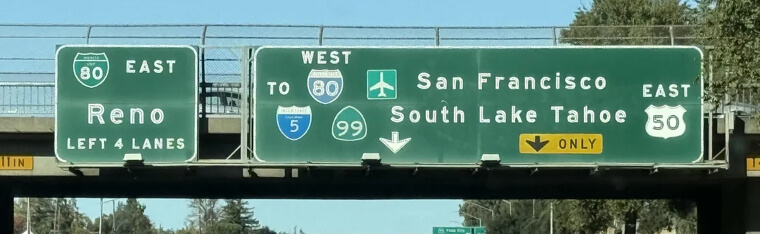 80 EAST
Reno
LEFT 4 LANES
WEST
TO 80
5 99
San Francisco
South Lake Tahoe
ONLY
EAST
50